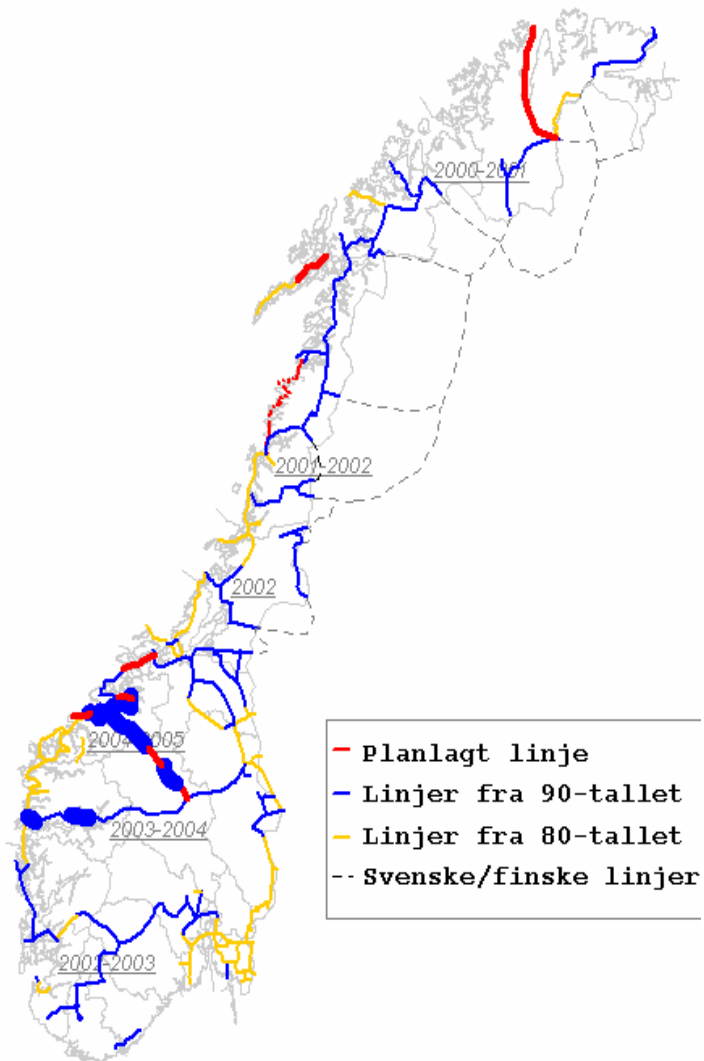 2000-2001
2001-2002
2002
2004-2005
2003-2004
2002-2003
Planlagt linje
Linjer fra 90-tallet
Linjer fra 80-tallet
Svenske/finske linjer